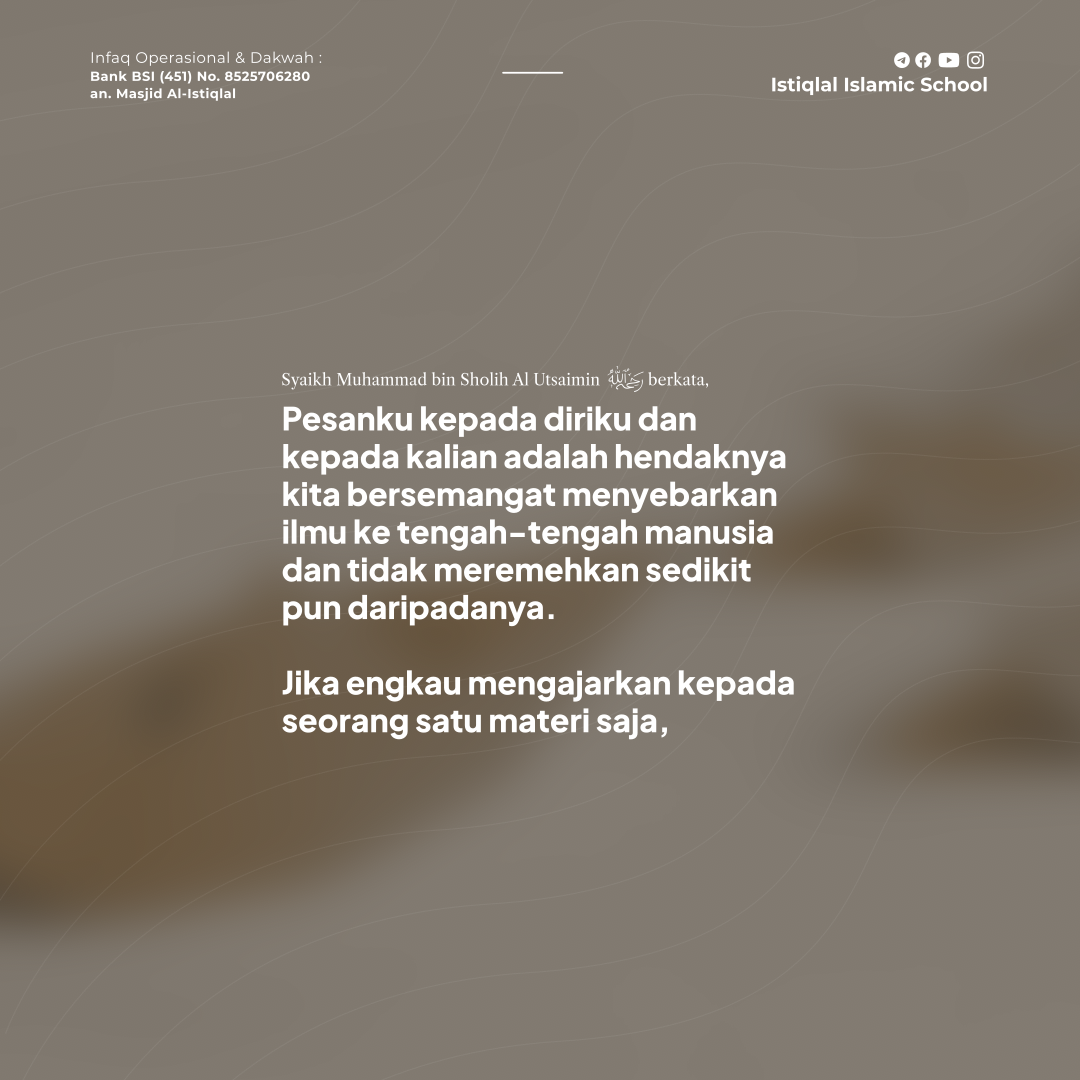 Infaq Operasional & Dakwah :
Bank BSI (451) No. 8525706280
an. Masjid Al-Istiqlal
Istiqlal Islamic School
Syaikh Muhammad bin Sholih Al Utsaimin رحمه الله berkata,
Pesanku kepada diriku dan
kepada kalian adalah hendaknya
kita bersemangat menyebarkan
ilmu ke tengah-tengah manusia
dan tidak meremehkan sedikit
pun daripadanya.
Jika engkau mengajarkan kepada
seorang satu materi saja,